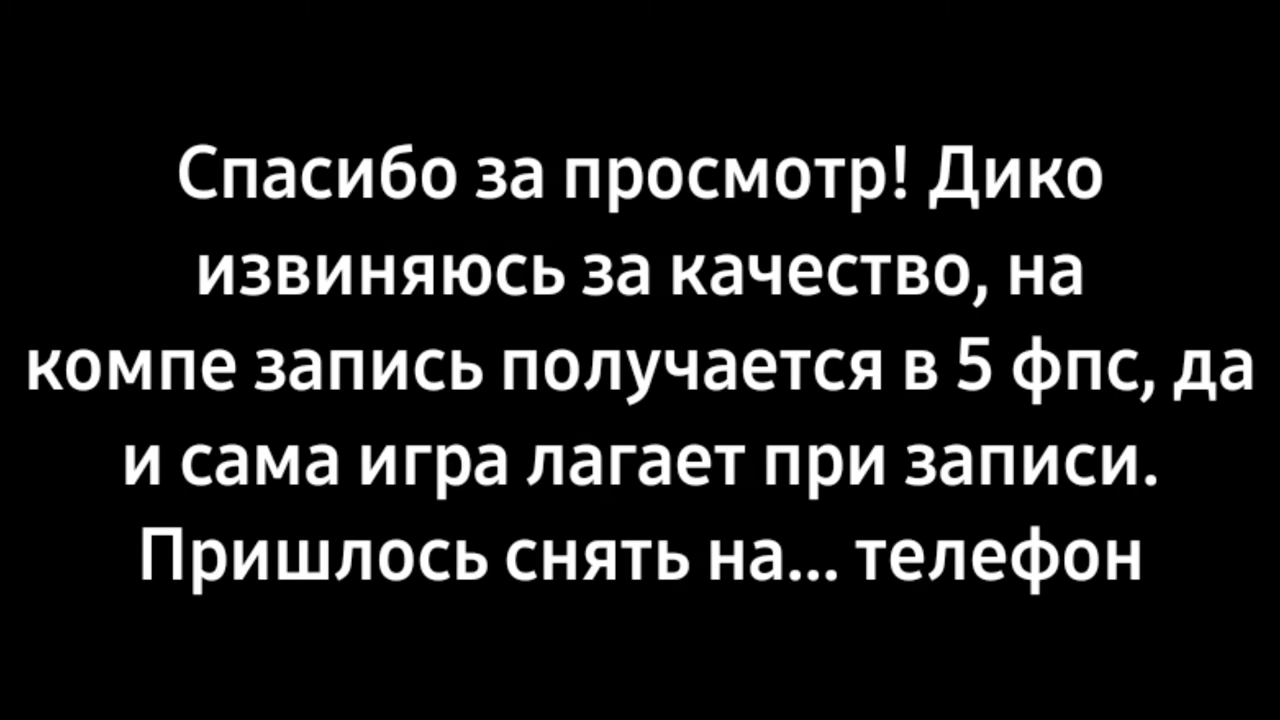 Спасибо за просмотр! Дико
извиняюсь за качество, на
компе запись получается в 5 фпс, да
и сама игра лагает при записи.
Пришлось снять на... телефон